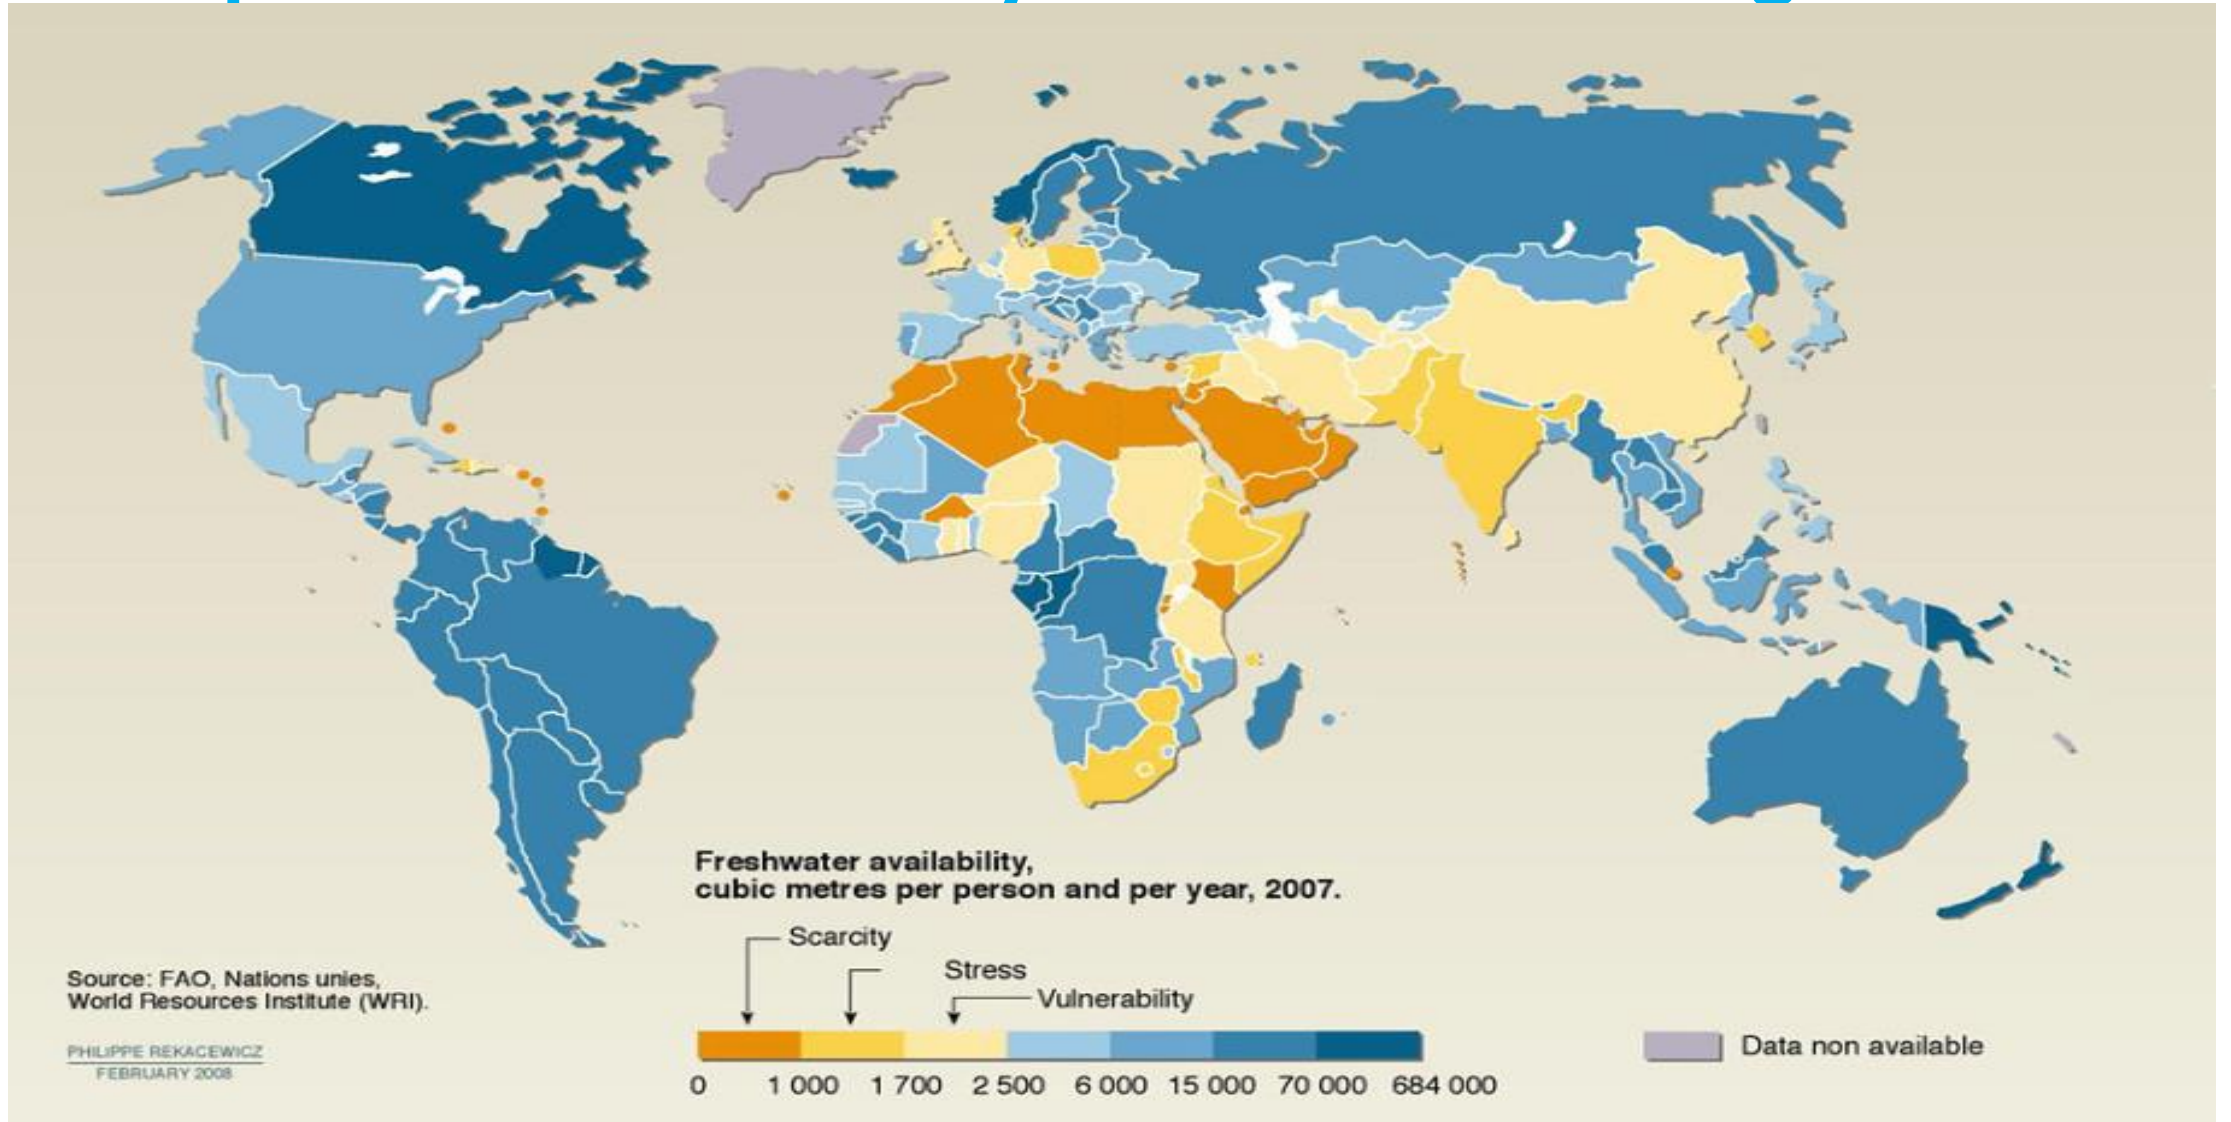 Freshwater availability,
cubic metres per person and per year, 2007.
Scarcity
Stress
Vulnerability
0 1 000 1 700 2 500 6 000 15 000 70 000 684 000
Data non available
Source: FAO, Nations unies,
World Resources Institute (WRI).
PHILIPPE REKACEWICZ
FEBRUARY 2008